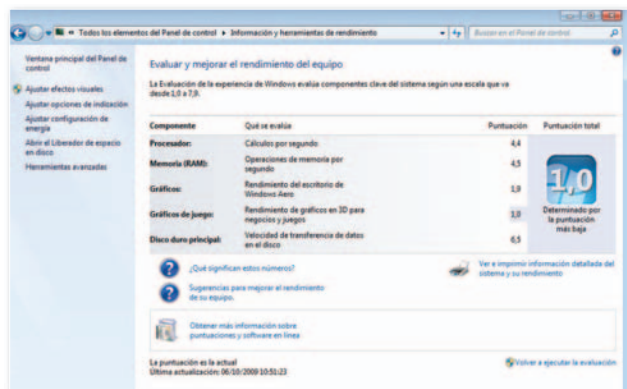 « Todos los elementos del Panel de control ▸ Información y herramientas de rendimiento
Buscar en el Panel de control
Ventana principal del Panel de
control
Ajustar efectos visuales
Ajustar opciones de indicación
Ajustar configuración de
energía
Abrir el Liberador de espacio
en disco
Herramientas avanzadas
Evaluar y mejorar el rendimiento del equipo
La Evaluación de la experiencia de Windows evalúa componentes clave del sistema según una escala que va
desde 1,0 a 7,9.
Componente Qué se evalúa Puntuación Puntuación total
Procesador: Cálculos por segundo 4,4
Memoria (RAM): Operaciones de memoria por
segundo 4,5
Gráficos: Rendimiento del escritorio de
Windows Aero 1,9
Gráficos de juego: Rendimiento de gráficos en 3D para
negocios y juegos 1,0
Disco duro principal: Velocidad de transferencia de datos
en el disco 6,5
1,0
Determinado por
la puntuación
más baja
¿Qué significan estos números?
Sugerencias para mejorar el rendimiento
de su equipo.
Ver e imprimir información detallada del
sistema y su rendimiento
Obtener más información sobre
puntuaciones y software en línea
La puntuación es la actual
Última actualización: 06/10/2009 10:51:23
Volver a ejecutar la evaluación